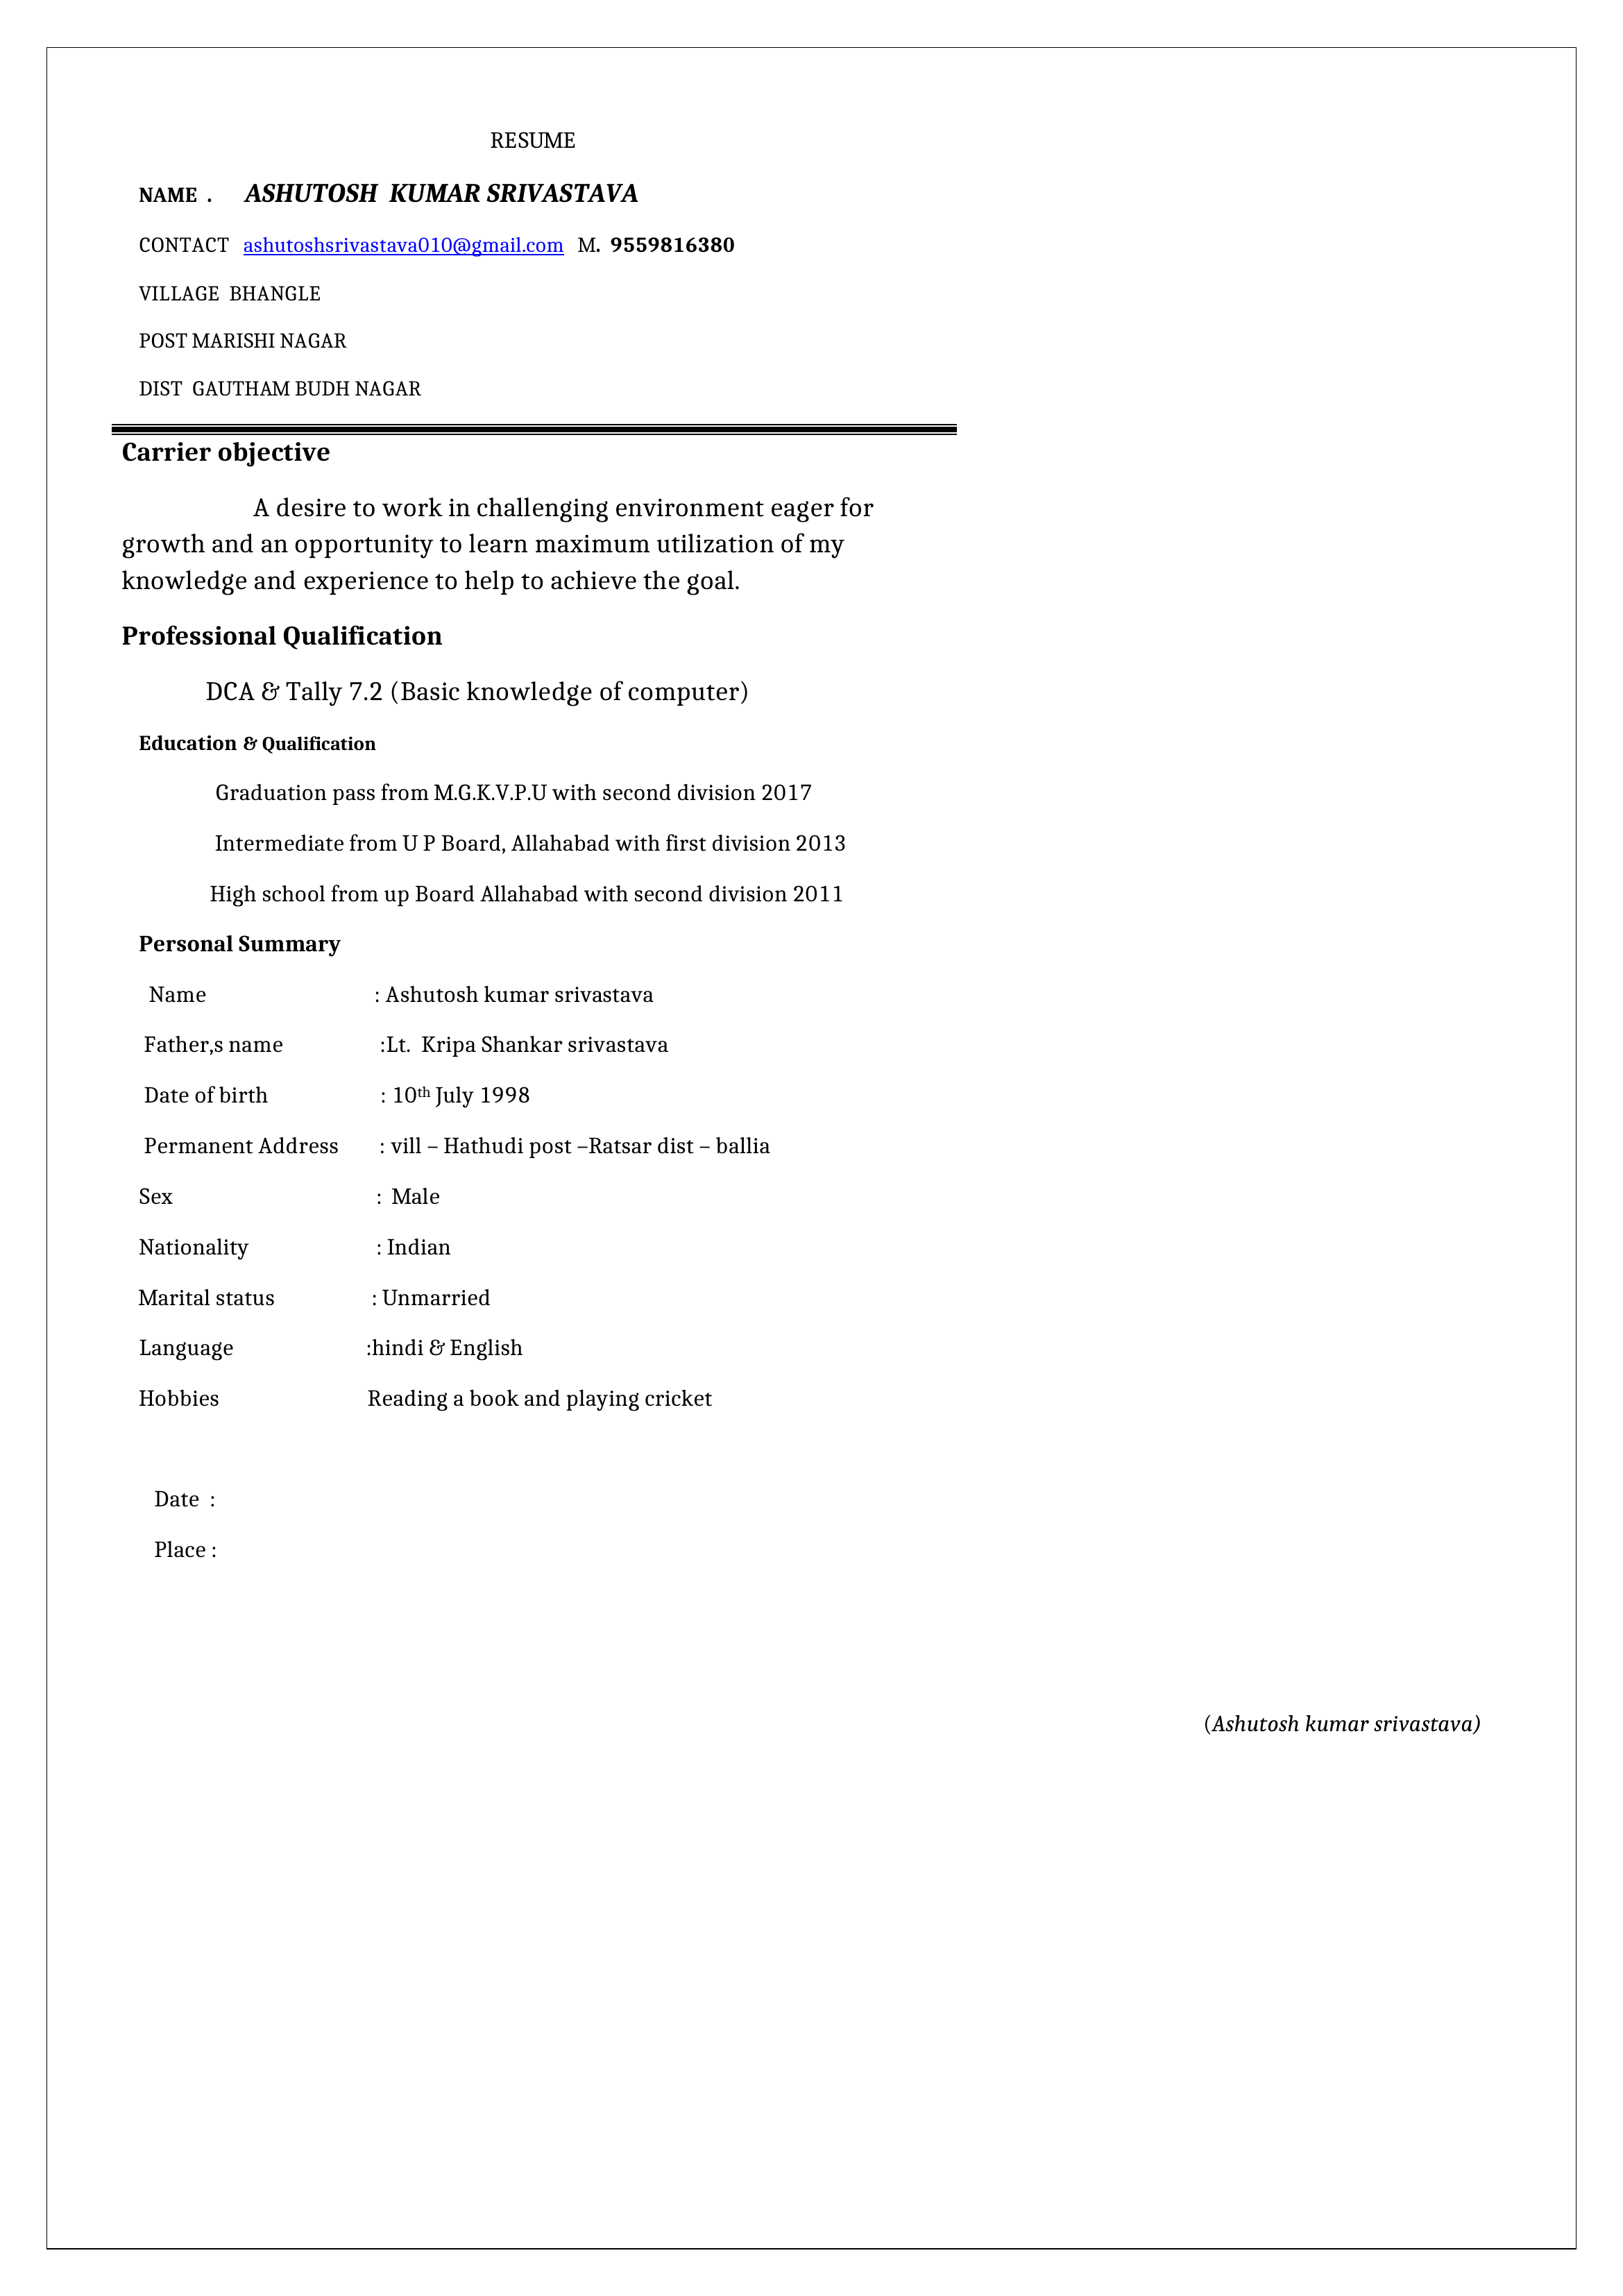 RESUME
NAME . ASHUTOSH KUMAR SRIVASTAVA
CONTACT ashutoshsrivastava010@gmail.com M. 9559816380
VILLAGE BHANGLE
POST MARISHI NAGAR
DIST GAUTHAM BUDH NAGAR
Carrier objective
A desire to work in challenging environment eager for
growth and an opportunity to learn maximum utilization of my
knowledge and experience to help to achieve the goal.
Professional Qualification
DCA & Tally 7.2 (Basic knowledge of computer)
Education & Qualification
Graduation pass from M.G.K.V.P.U with second division 2017
Intermediate from U P Board, Allahabad with first division 2013
High school from up Board Allahabad with second division 2011
Personal Summary
Name : Ashutosh kumar srivastava
Father,s name :Lt. Kripa Shankar srivastava
Date of birth : 10th July 1998
Permanent Address : vill – Hathudi post –Ratsar dist – ballia
Sex : Male
Nationality : Indian
Marital status : Unmarried
Language :hindi & English
Hobbies Reading a book and playing cricket
Date :
Place :
(Ashutosh kumar srivastava)